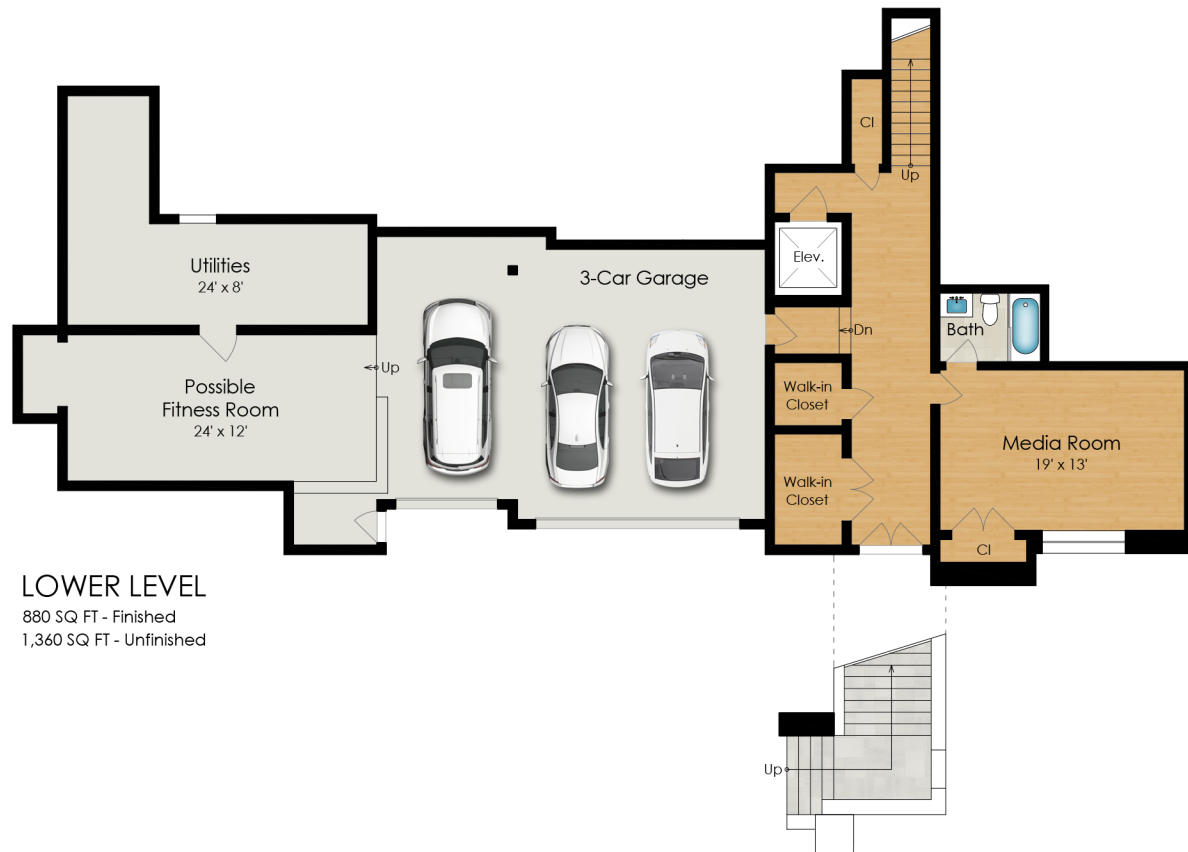 Cl
Up
Utilities
24' x 8'
Elev.
3-Car Garage
Dn
Bath
Up
Possible
Fitness Room
24' x 12'
Walk-in
Closet
Media Room
19' x 13'
Walk-in
Closet
Cl
LOWER LEVEL
880 SQ FT - Finished
1,360 SQ FT - Unfinished
Up